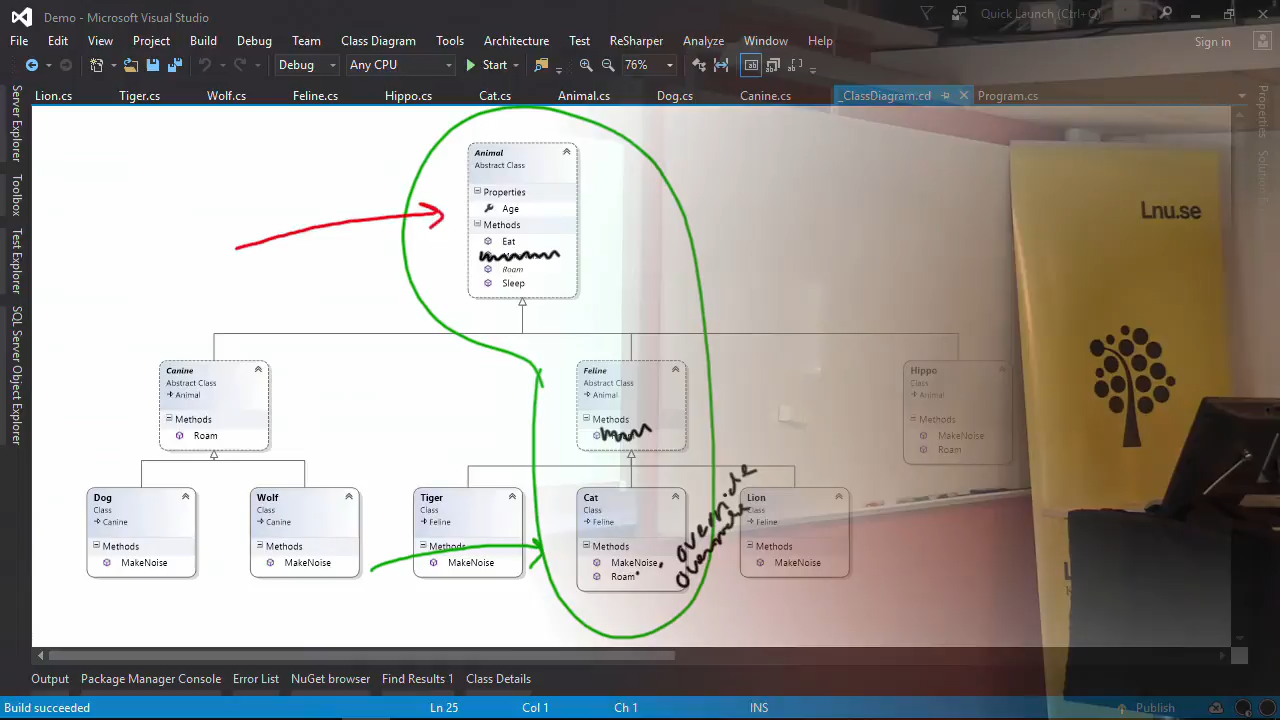 Demo - Microsoft Visual Studio
Quick Launch (Ctrl+Q)
File Edit View Project Build Debug Team Class Diagram Tools Architecture Test ReSharper Analyze Window Help
Sign in
Debug Any CPU Start 76%
Lion.cs Tiger.cs Wolf.cs Feline.cs Hippo.cs Cat.cs Animal.cs Dog.cs Canine.cs _ClassDiagram.cd Program.cs
Server Explorer
Toolbox
Test Explorer
SQL Server Object Explorer
Properties
Animal
Abstract Class
Properties
Age
Methods
Eat
Roam
Sleep
Lnu.se
Canine
Abstract Class
Animal
Methods
Roam
Feline
Abstract Class
Animal
Methods
Hippo
Class
Animal
Methods
MakeNoise
Roam
Dog
Class
Canine
Methods
MakeNoise
Wolf
Class
Canine
Methods
MakeNoise
Tiger
Class
Feline
Methods
MakeNoise
Cat
Class
Feline
Methods
MakeNoise
Roam
override
override
Lion
Class
Feline
Methods
MakeNoise
Output Package Manager Console Error List NuGet browser Find Results 1 Class Details
Build succeeded Ln 25 Col 1 Ch 1 INS Publish